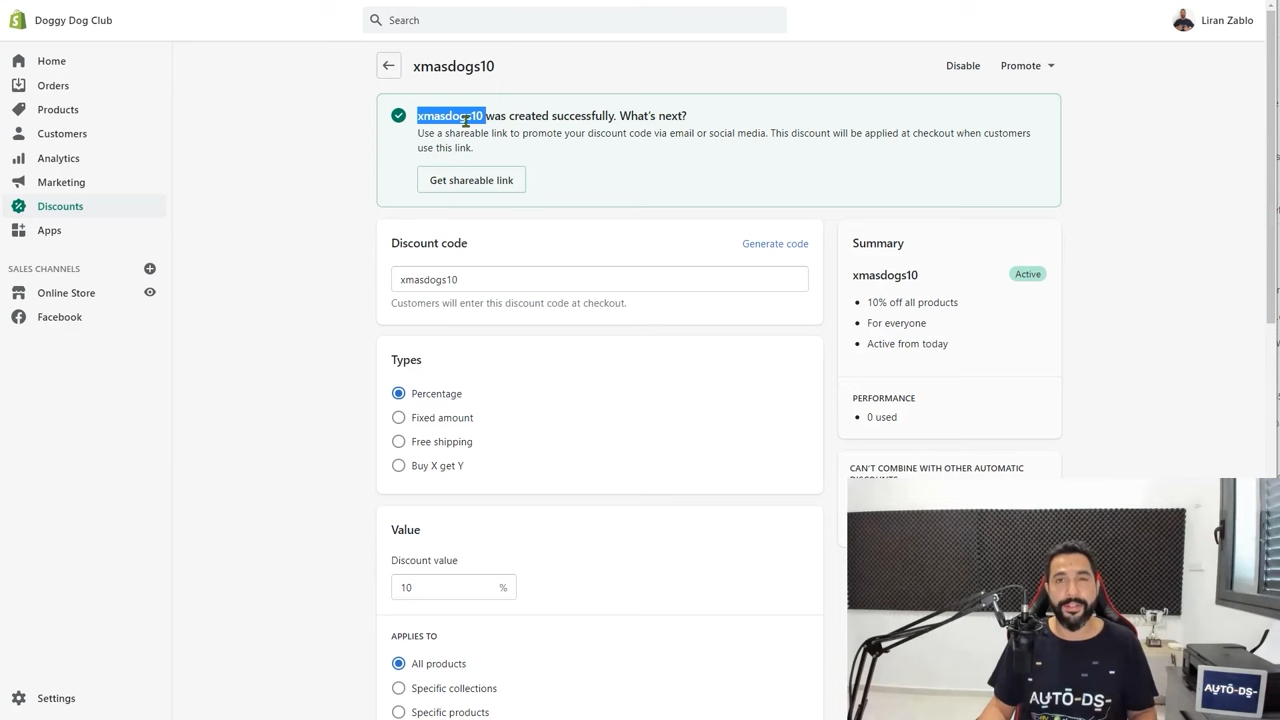 Doggy Dog Club
Search
Liran Zablo
Home
Orders
Products
Customers
Analytics
Marketing
Discounts
Apps
SALES CHANNELS
Online Store
Facebook
Settings
xmasdogs10
Disable
Promote
xmasdogs10 was created successfully. What's next?
Use a shareable link to promote your discount code via email or social media. This discount will be applied at checkout when customers
use this link.
Get shareable link
Discount code
Generate code
xmasdogs10
Customers will enter this discount code at checkout.
Types
Percentage
Fixed amount
Free shipping
Buy X get Y
Value
Discount value
10 %
APPLIES TO
All products
Specific collections
Specific products
Summary
xmasdogs10
Active
• 10% off all products
• For everyone
• Active from today
PERFORMANCE
• 0 used
CAN'T COMBINE WITH OTHER AUTOMATIC
AUTO-DS-
AUTO-DS-